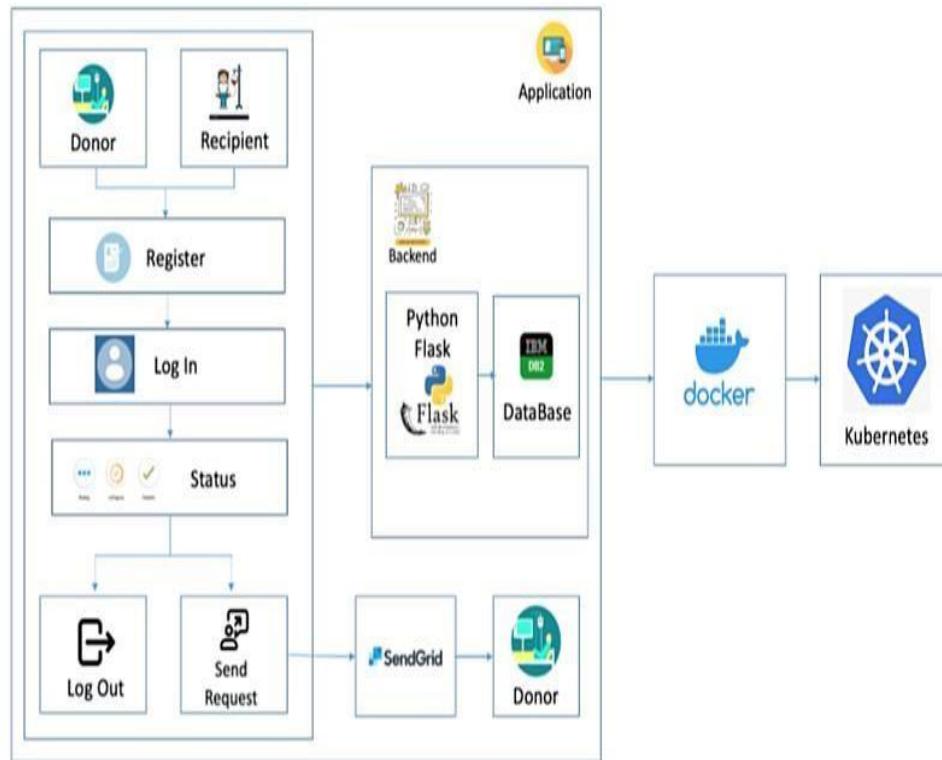 Application
Donor
Recipient
Register
Log In
Status
Log Out
Send
Request
Backend
Python
Flask
Flask
IBM
DB2
DataBase
SendGrid
Donor
docker
Kubernetes